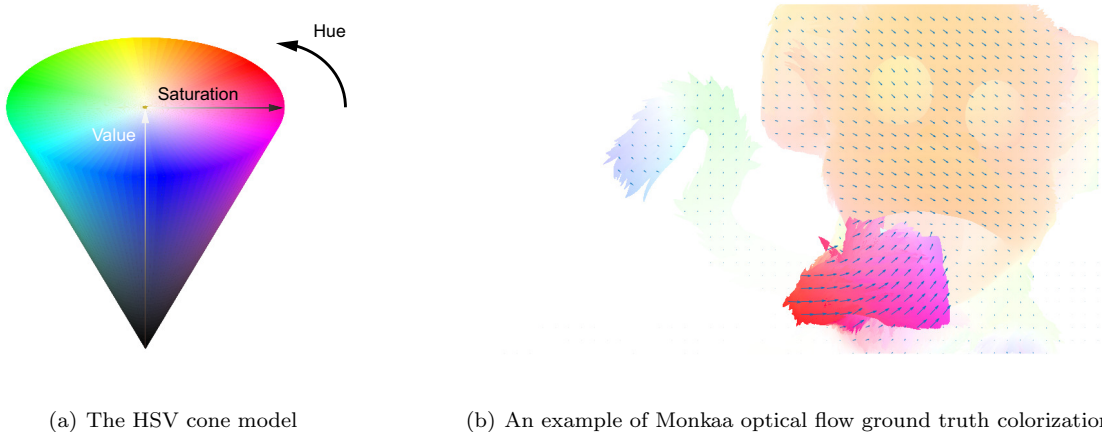 Hue
Saturation
Value
(a) The HSV cone model
(b) An example of Monkaa optical flow ground truth colorization